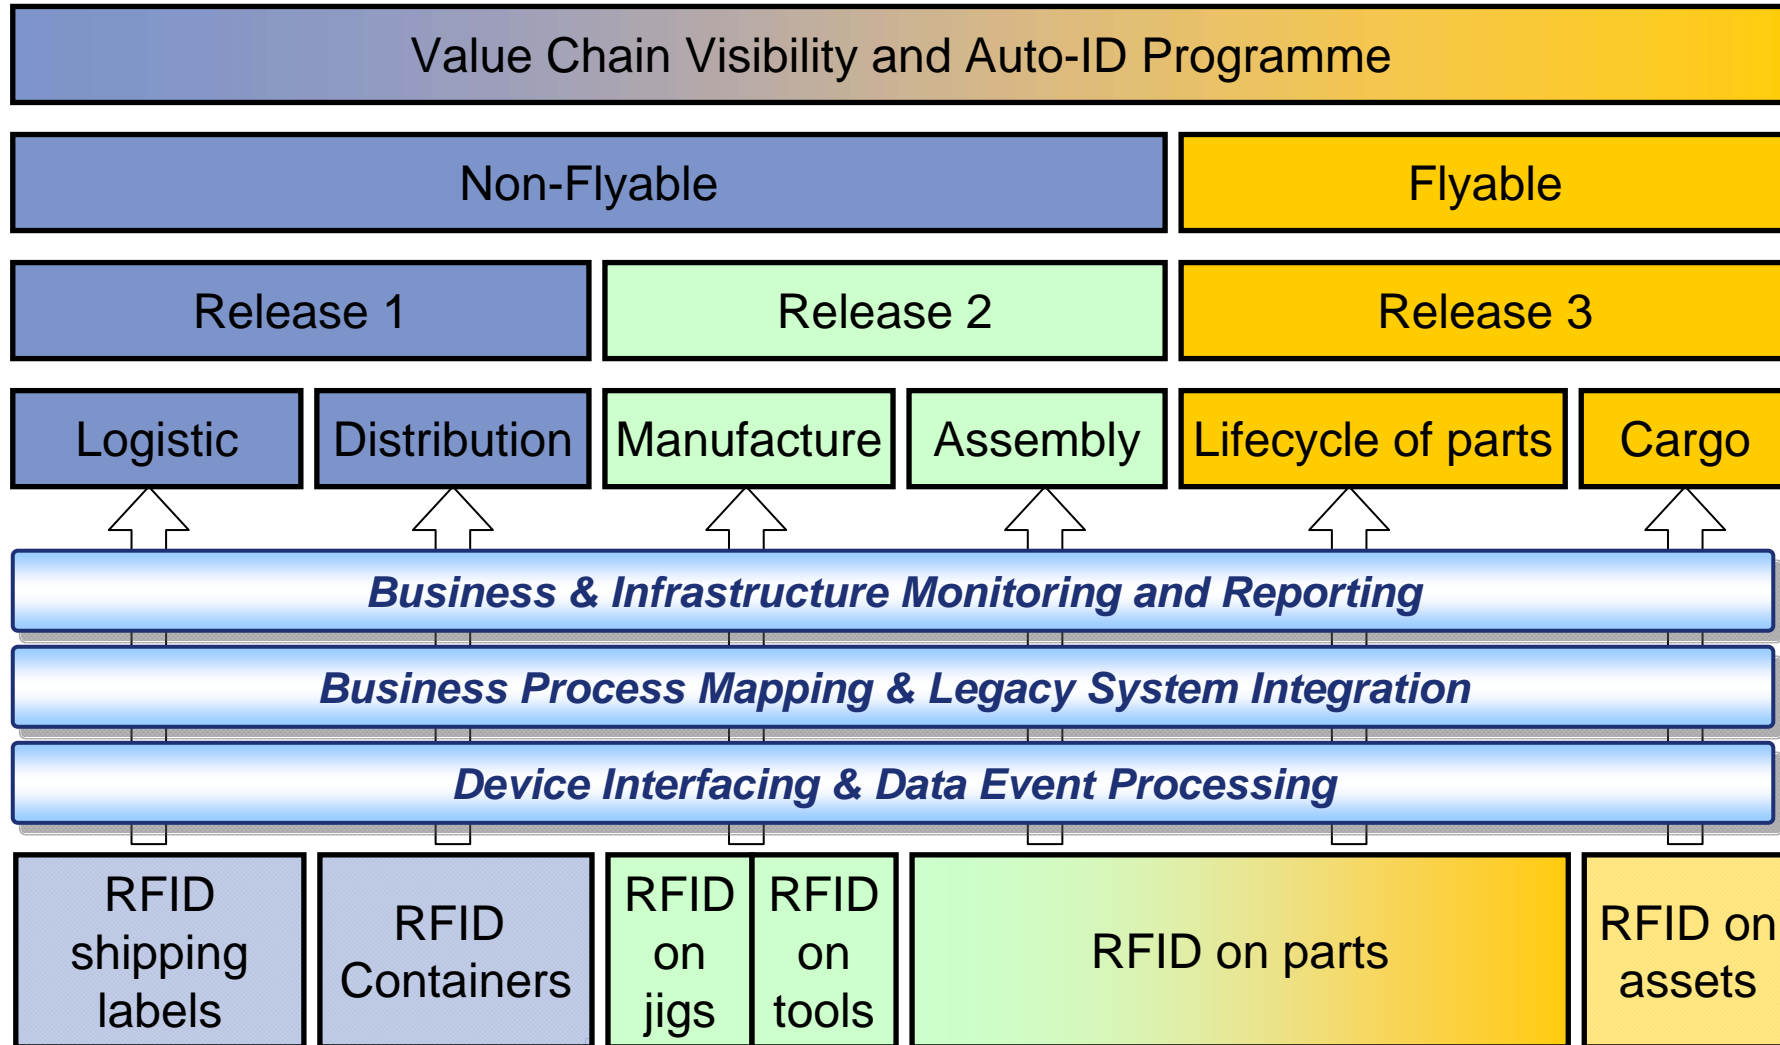 Value Chain Visibility and Auto-ID Programme
Non-Flyable
Flyable
Release 1
Release 2
Release 3
Logistic
Distribution
Manufacture
Assembly
Lifecycle of parts
Cargo
Business & Infrastructure Monitoring and Reporting
Business Process Mapping & Legacy System Integration
Device Interfacing & Data Event Processing
RFID
shipping
labels
RFID
Containers
RFID
on
jigs
RFID
on
tools
RFID on parts
RFID on
assets